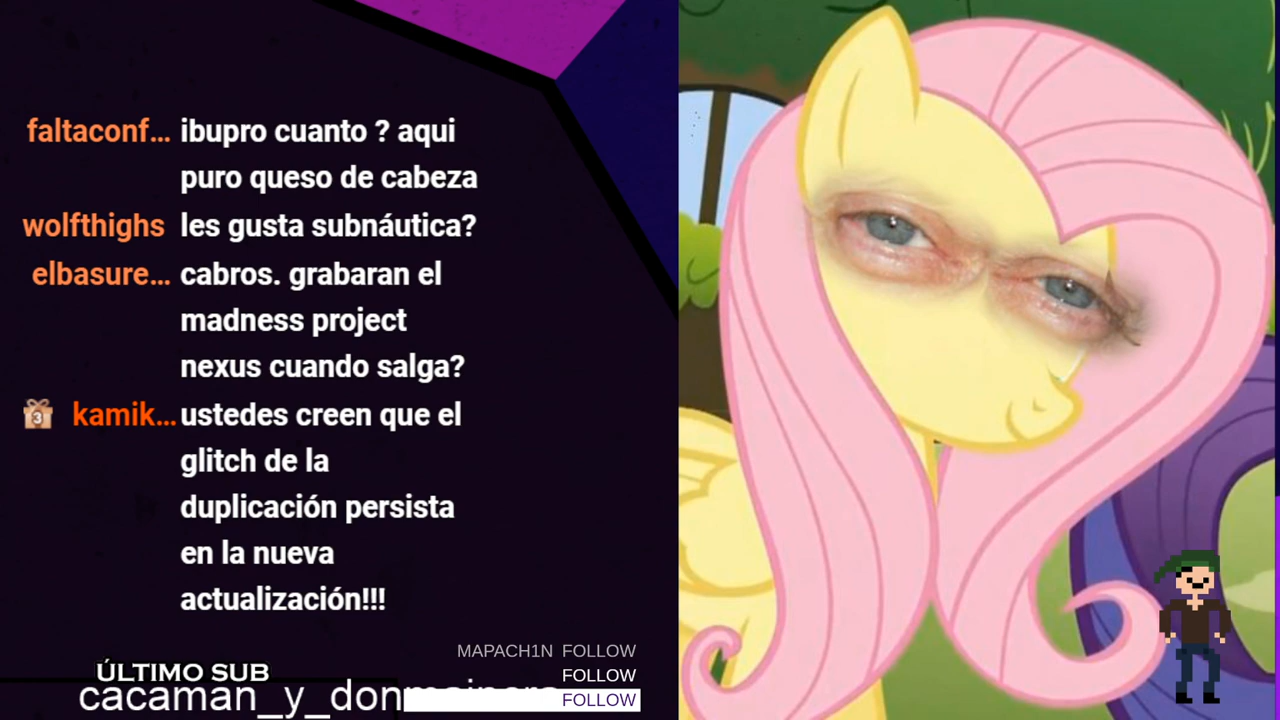 faltaconf… ibupro cuanto ? aqui
puro queso de cabeza
wolfthighs les gusta subnáutica?
elbasure… cabros. grabaran el
madness project
nexus cuando salga?
3 kamik… ustedes creen que el
glitch de la
duplicación persista
en la nueva
actualización!!!
MAPACH1N FOLLOW
ÚLTIMO SUB FOLLOW
cacaman_y_don FOLLOW